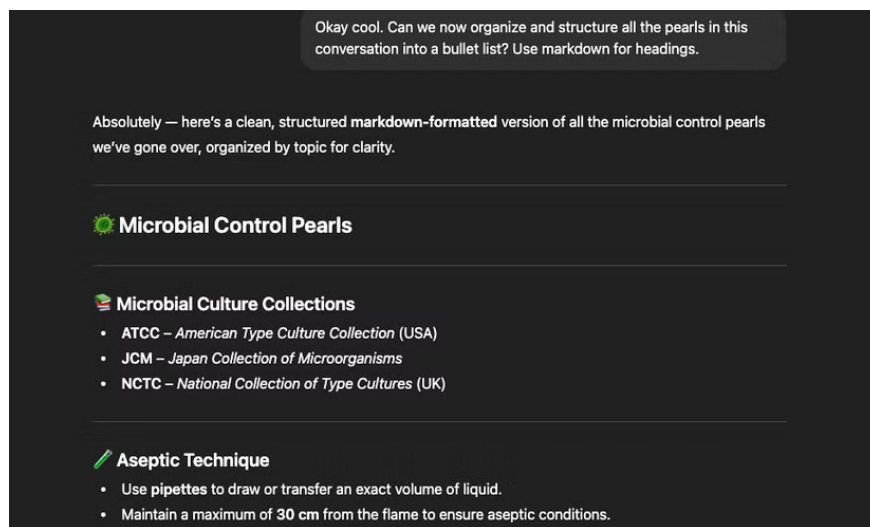 Okay cool. Can we now organize and structure all the pearls in this
conversation into a bullet list? Use markdown for headings.
Absolutely — here's a clean, structured markdown-formatted version of all the microbial control pearls
we've gone over, organized by topic for clarity.
Microbial Control Pearls
Microbial Culture Collections
• ATCC – American Type Culture Collection (USA)
• JCM – Japan Collection of Microorganisms
• NCTC – National Collection of Type Cultures (UK)
Aseptic Technique
• Use pipettes to draw or transfer an exact volume of liquid.
• Maintain a maximum of 30 cm from the flame to ensure aseptic conditions.